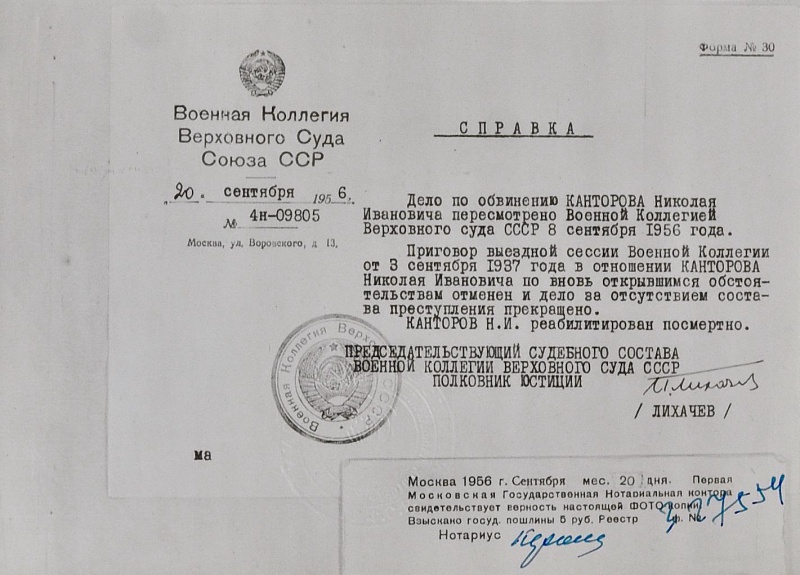 Форма № 30
Военная Коллегия
Верховного Суда
Союза ССР
„20“ сентября 1956 г.
№ 4н-09805
Москва, ул. Воровского, д 13,
СПРАВКА
Дело по обвинению КАНТОРОВА Николая
Ивановича пересмотрено Военной Коллегией
Верховного суда СССР 8 сентября 1956 года.
Приговор выездной сессии Военной Коллегии
от 3 сентября 1937 года в отношении КАНТОРОВА
Николая Ивановича по вновь открывшимся обстоя-
тельствам отменен и дело за отсутствием соста-
ва преступления прекращено.
КАНТОРОВ Н.И. реабилитирован посмертно.
ПРЕДСЕДАТЕЛЬСТВУЮЩИЙ СУДЕБНОГО СОСТАВА
ВОЕННОЙ КОЛЛЕГИИ ВЕРХОВНОГО СУДА СССР
ПОЛКОВНИК ЮСТИЦИИ
/ ЛИХАЧЕВ /
Военная Коллегия Верхо СССР
ма
Москва 1956 г. Сентября мес. 20 дня. Первая
Московская Государственная Нотариальная контора
свидетельствует верность настоящей ФОТО копии
Взыскано госуд. пошлины 5 руб. Реестр №
Нотариус